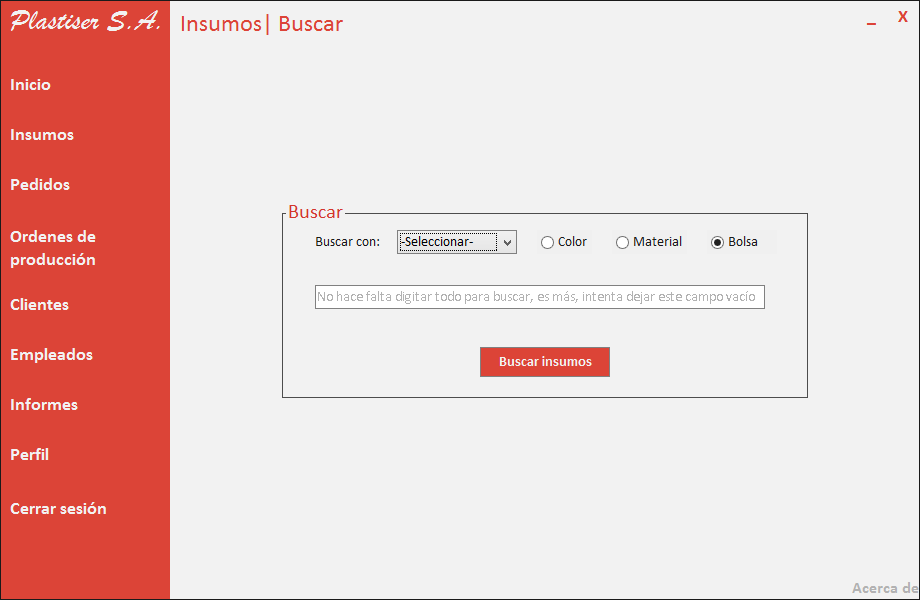 Plastiser S.A.
Insumos| Buscar
_ X
Inicio
Insumos
Pedidos
Ordenes de
producción
Clientes
Empleados
Informes
Perfil
Cerrar sesión
Buscar
Buscar con: -Seleccionar- Color Material Bolsa
No hace falta digitar todo para buscar, es más, intenta dejar este campo vacío
Buscar insumos
Acerca de